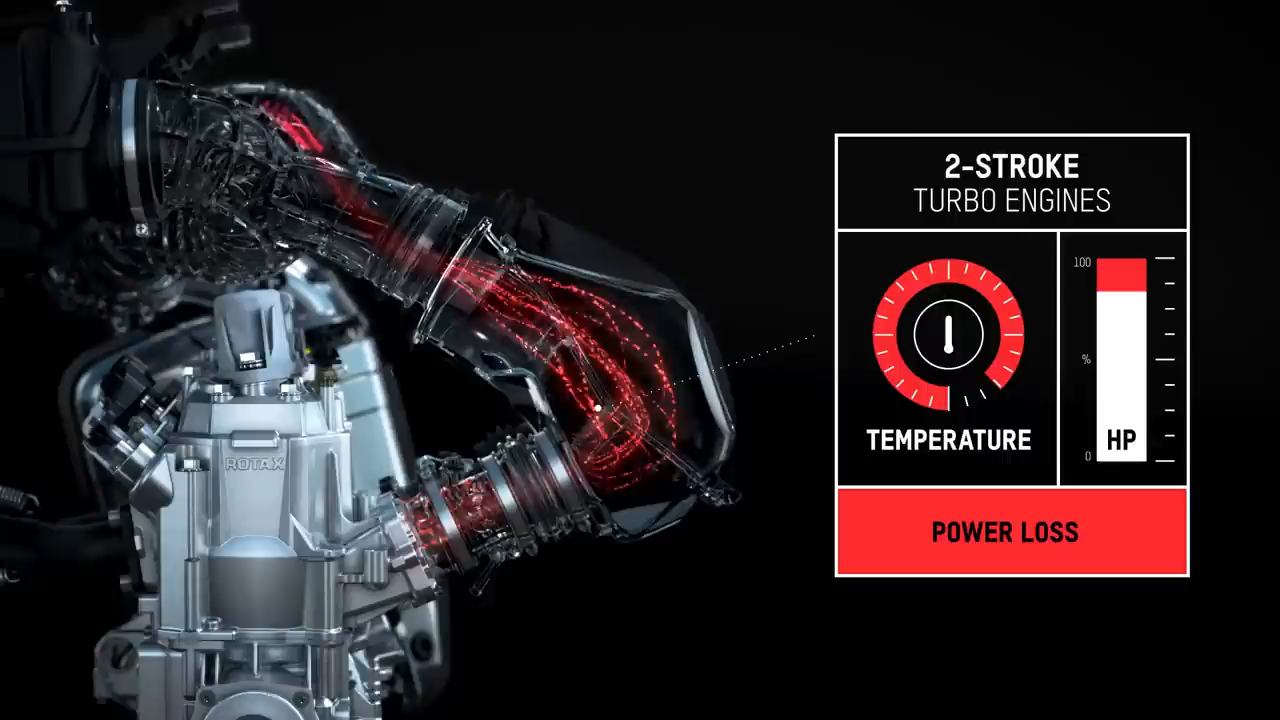 2-STROKE
TURBO ENGINES
100
%
0
HP
TEMPERATURE
POWER LOSS
ROTAX